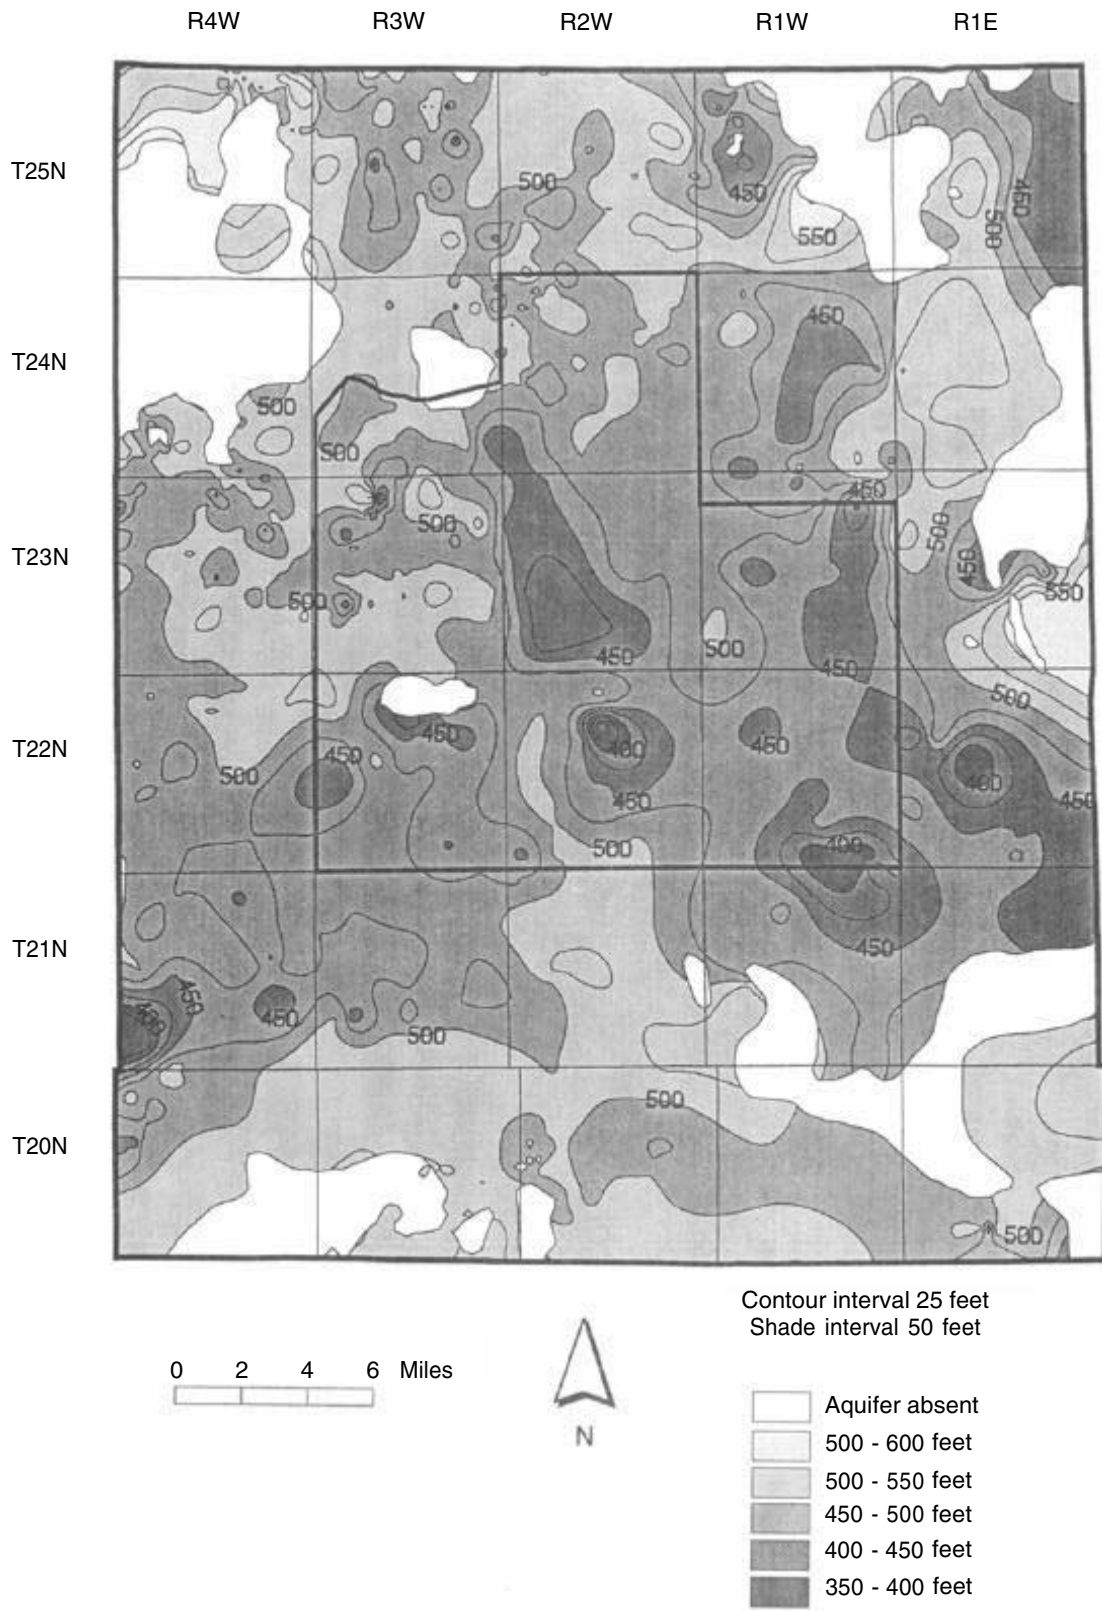 R4W R3W R2W R1W R1E
T25N
500
450
450
500
550
T24N
450
500
500
T23N
500
450
500
450
500
550
500
450
450
T22N
500
450
450
400
450
450
400
450
500
500
400
T21N
450
450
400
450
500
T20N
500
500
Contour interval 25 feet
Shade interval 50 feet
0 2 4 6 Miles
N
Aquifer absent
500 - 600 feet
500 - 550 feet
450 - 500 feet
400 - 450 feet
350 - 400 feet